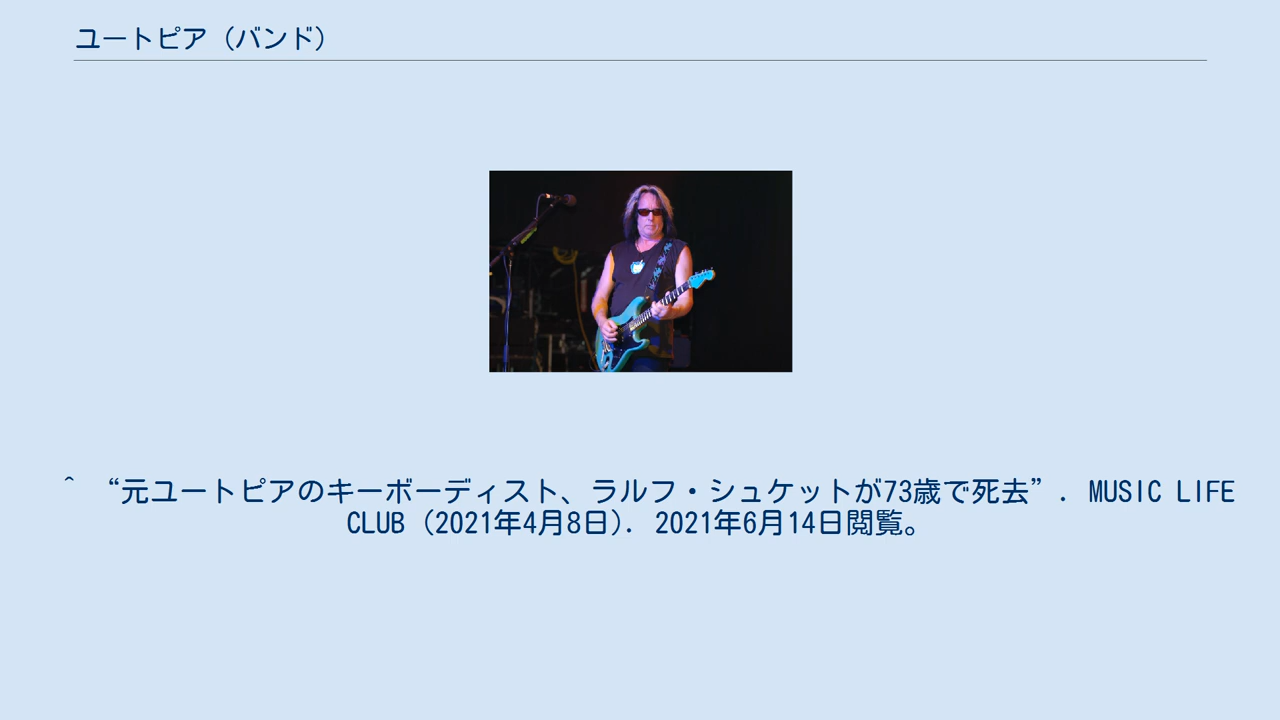 ユートピア（バンド）
^ “元ユートピアのキーボーディスト、ラルフ・シュケットが73歳で死去”. MUSIC LIFE
CLUB (2021年4月8日). 2021年6月14日閲覧。